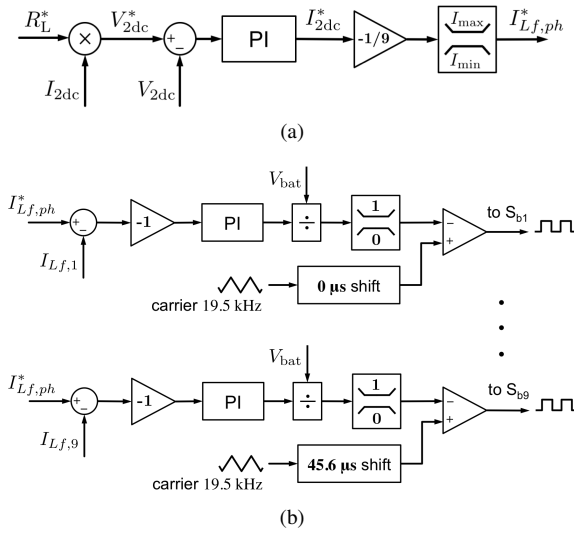 R*L × V*2dc + − PI I*2dc -1/9 Imax Imin I*Lf,ph
I2dc V2dc
(a)
Vbat
I*Lf,ph + − -1 PI ÷ 1 0 − + to Sb1
ILf,1
carrier 19.5 kHz 0 µs shift
Vbat
I*Lf,ph + − -1 PI ÷ 1 0 − + to Sb9
ILf,9
carrier 19.5 kHz 45.6 µs shift
(b)